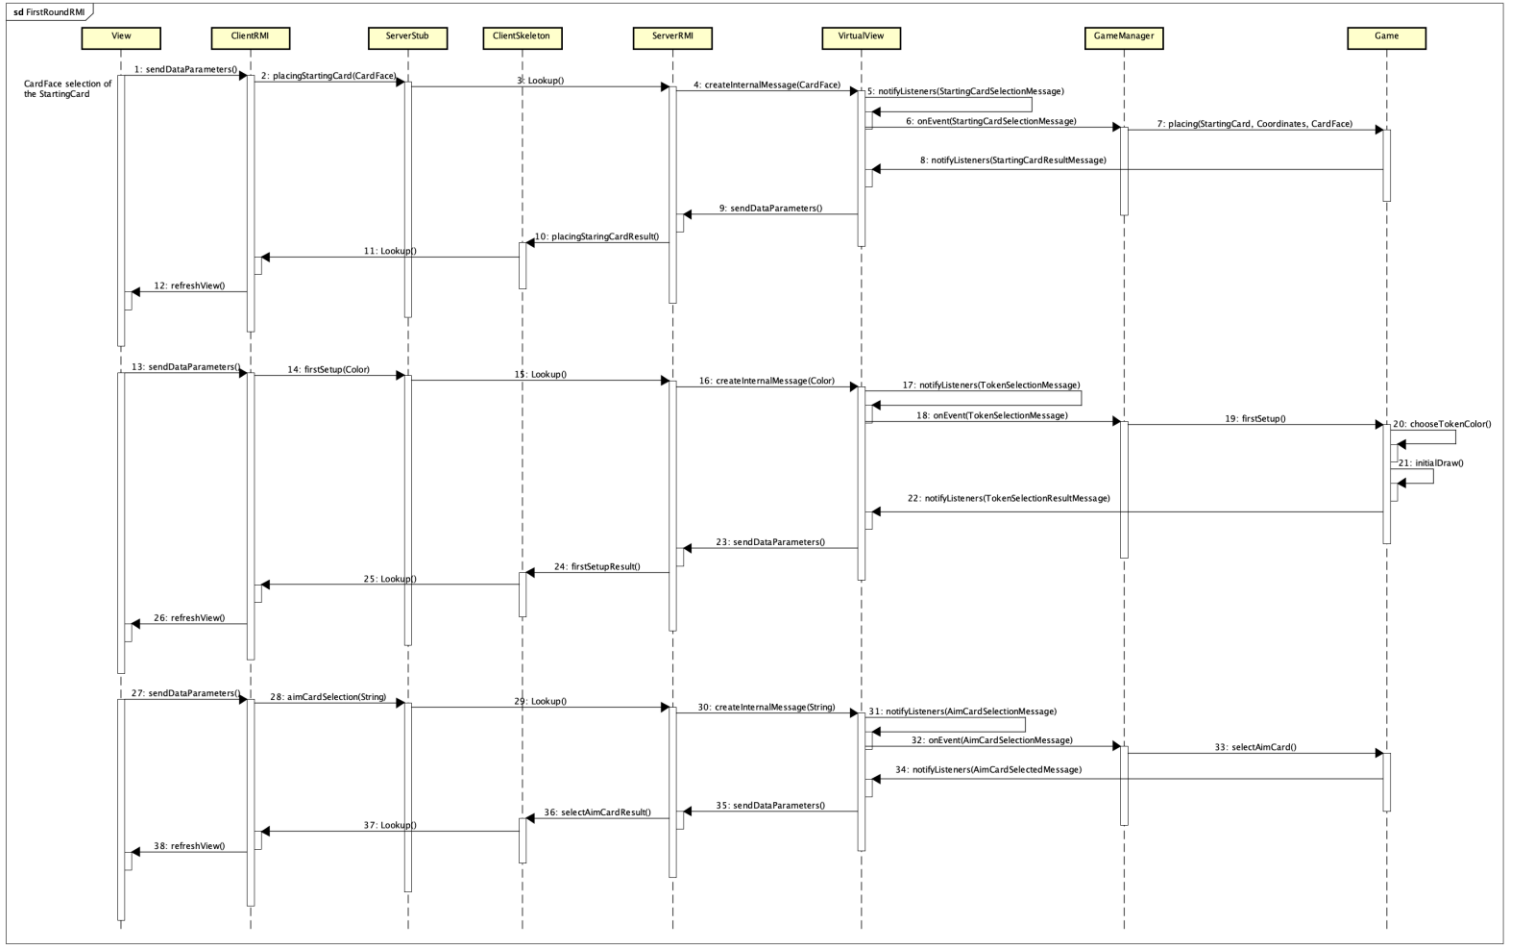 sd FirstRoundRMI
View
ClientRMI
ServerStub
ClientSkeleton
ServerRMI
VirtualView
GameManager
Game
CardFace selection of
the StartingCard
1: sendDataParameters()
2: placingStartingCard(CardFace)
3: Lookup()
4: createInternalMessage(CardFace)
5: notifyListeners(StartingCardSelectionMessage)
6: onEvent(StartingCardSelectionMessage)
7: placing(StartingCard, Coordinates, CardFace)
8: notifyListeners(StartingCardResultMessage)
9: sendDataParameters()
10: placingStaringCardResult()
11: Lookup()
12: refreshView()
13: sendDataParameters()
14: firstSetup(Color)
15: Lookup()
16: createInternalMessage(Color)
17: notifyListeners(TokenSelectionMessage)
18: onEvent(TokenSelectionMessage)
19: firstSetup()
20: chooseTokenColor()
21: initialDraw()
22: notifyListeners(TokenSelectionResultMessage)
23: sendDataParameters()
24: firstSetupResult()
25: Lookup()
26: refreshView()
27: sendDataParameters()
28: aimCardSelection(String)
29: Lookup()
30: createInternalMessage(String)
31: notifyListeners(AimCardSelectionMessage)
32: onEvent(AimCardSelectionMessage)
33: selectAimCard()
34: notifyListeners(AimCardSelectedMessage)
35: sendDataParameters()
36: selectAimCardResult()
37: Lookup()
38: refreshView()